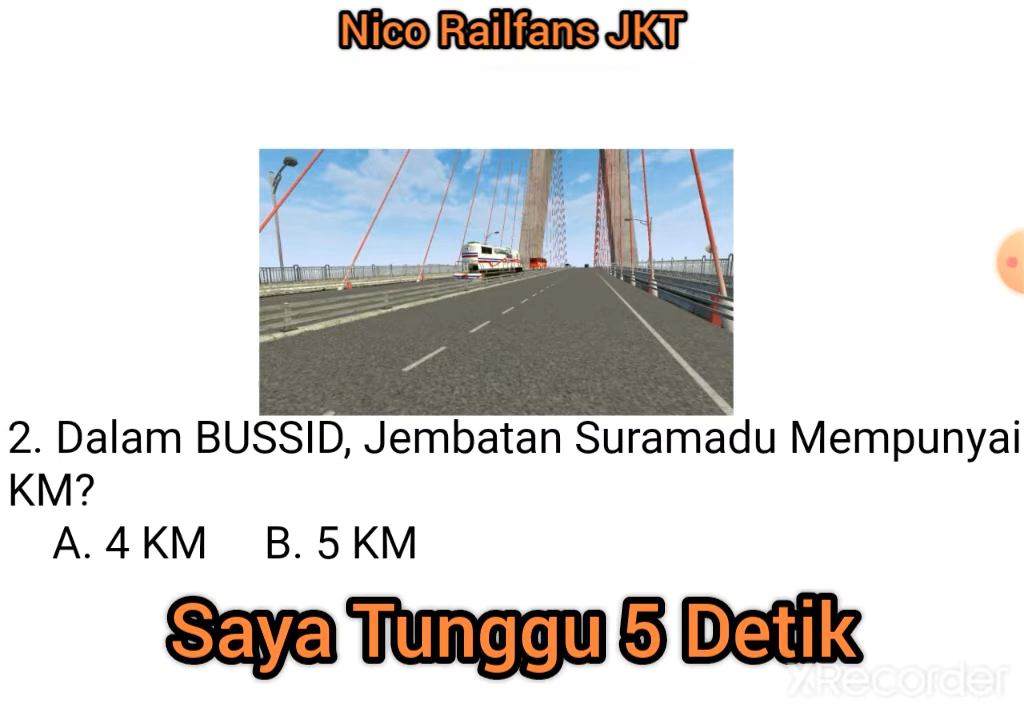 Nico Railfans JKT
2. Dalam BUSSID, Jembatan Suramadu Mempunyai
KM?
A. 4 KM B. 5 KM
Saya Tunggu 5 Detik
XRecorder